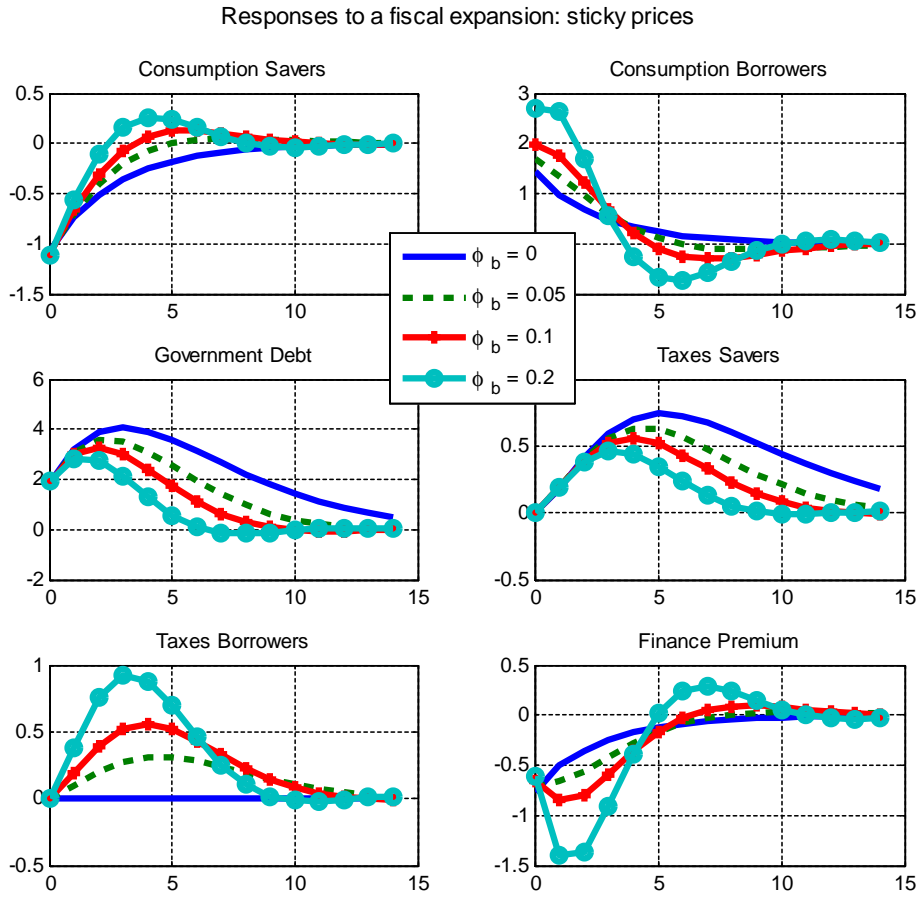 Responses to a fiscal expansion: sticky prices
Consumption Savers
0.5
0
-0.5
-1
-1.5
0 5 10 15
Consumption Borrowers
3
2
1
0
-1
0 5 10 15
ϕ b = 0
ϕ b = 0.05
ϕ b = 0.1
ϕ b = 0.2
Government Debt
6
4
2
0
-2
0 5 10 15
Taxes Savers
0.5
0
-0.5
0 5 10 15
Taxes Borrowers
1
0.5
0
-0.5
0 5 10 15
Finance Premium
0.5
0
-0.5
-1
-1.5
0 5 10 15